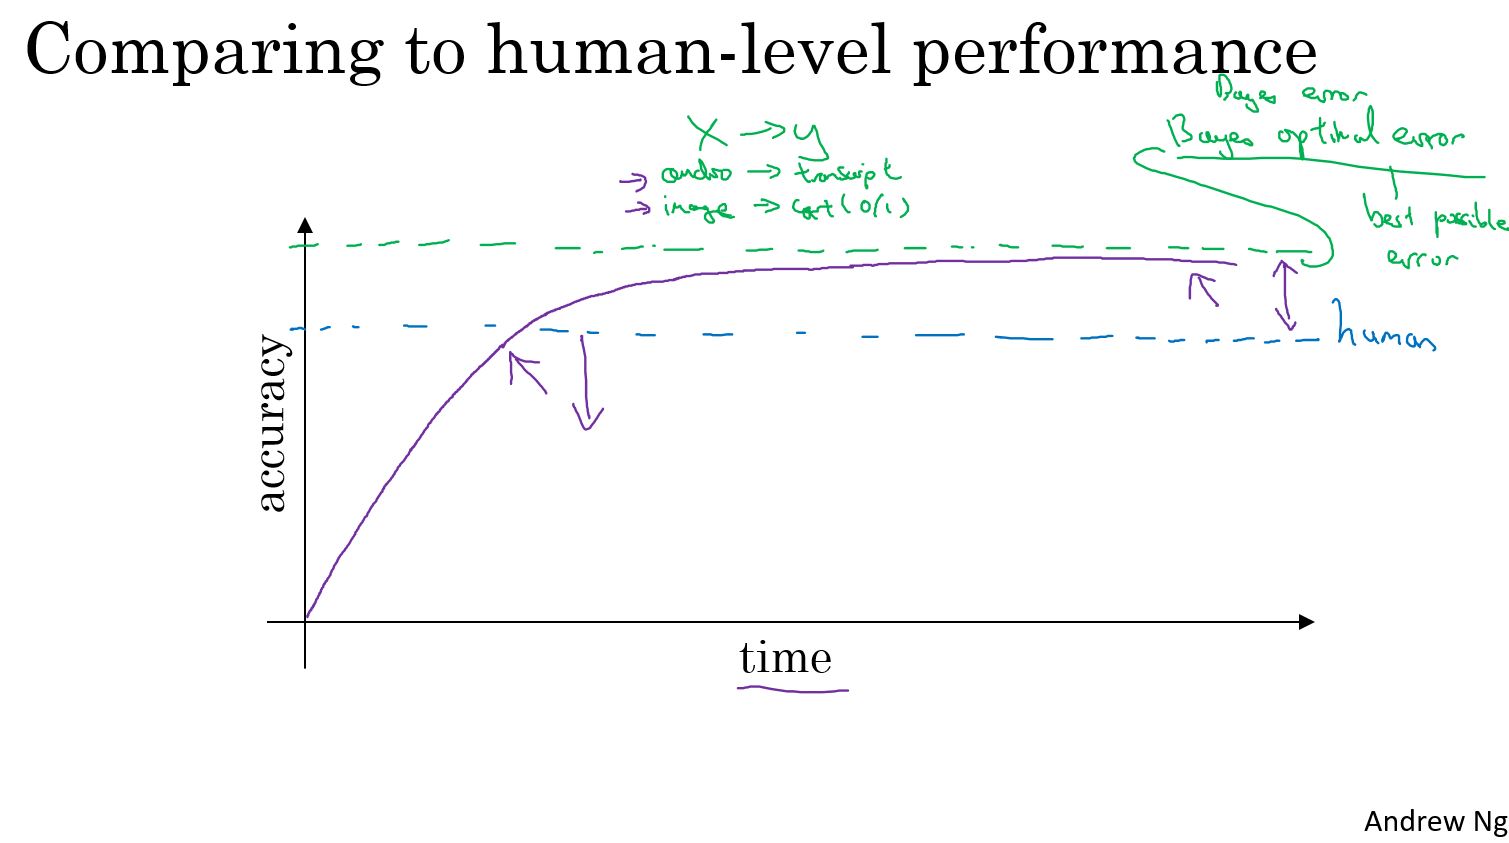 Comparing to human-level performance
Bayes error
Bayes optimal error
best possible
error
X → y
audio → transcript
image → cat (0/1)
human
accuracy
time
Andrew Ng